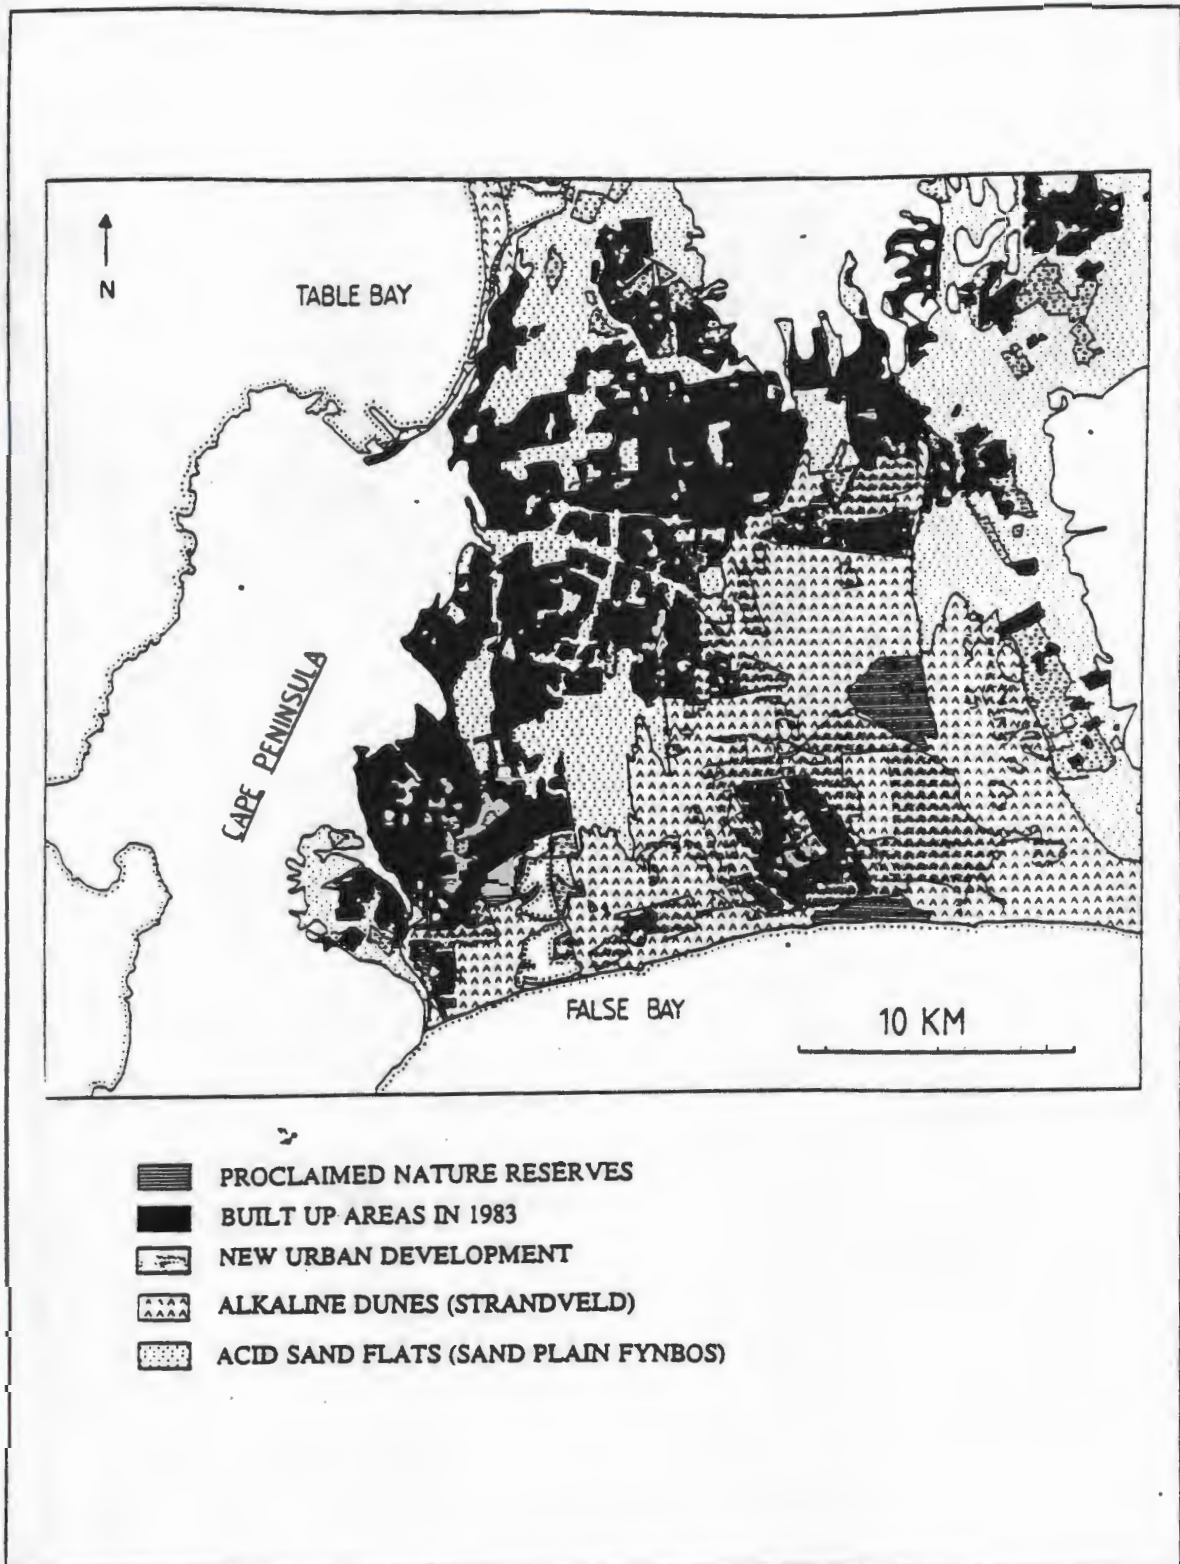 N
TABLE BAY
CAPE PENINSULA
FALSE BAY
10 KM
PROCLAIMED NATURE RESERVES
BUILT UP AREAS IN 1983
NEW URBAN DEVELOPMENT
ALKALINE DUNES (STRANDVELD)
ACID SAND FLATS (SAND PLAIN FYNBOS)